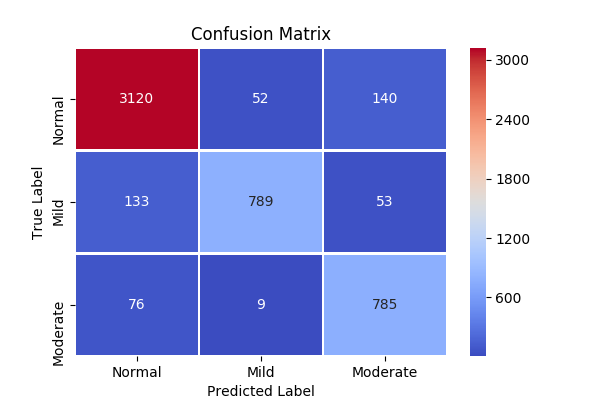 Confusion Matrix
True Label
Normal
3120 52 140
Mild
133 789 53
Moderate
76 9 785
Normal Mild Moderate
Predicted Label
3000
2400
1800
1200
600